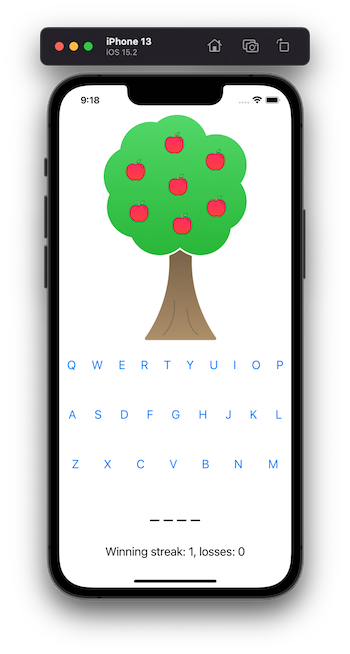 iPhone 13
iOS 15.2
9:18
Q W E R T Y U I O P
A S D F G H J K L
Z X C V B N M
_ _ _ _
Winning streak: 1, losses: 0